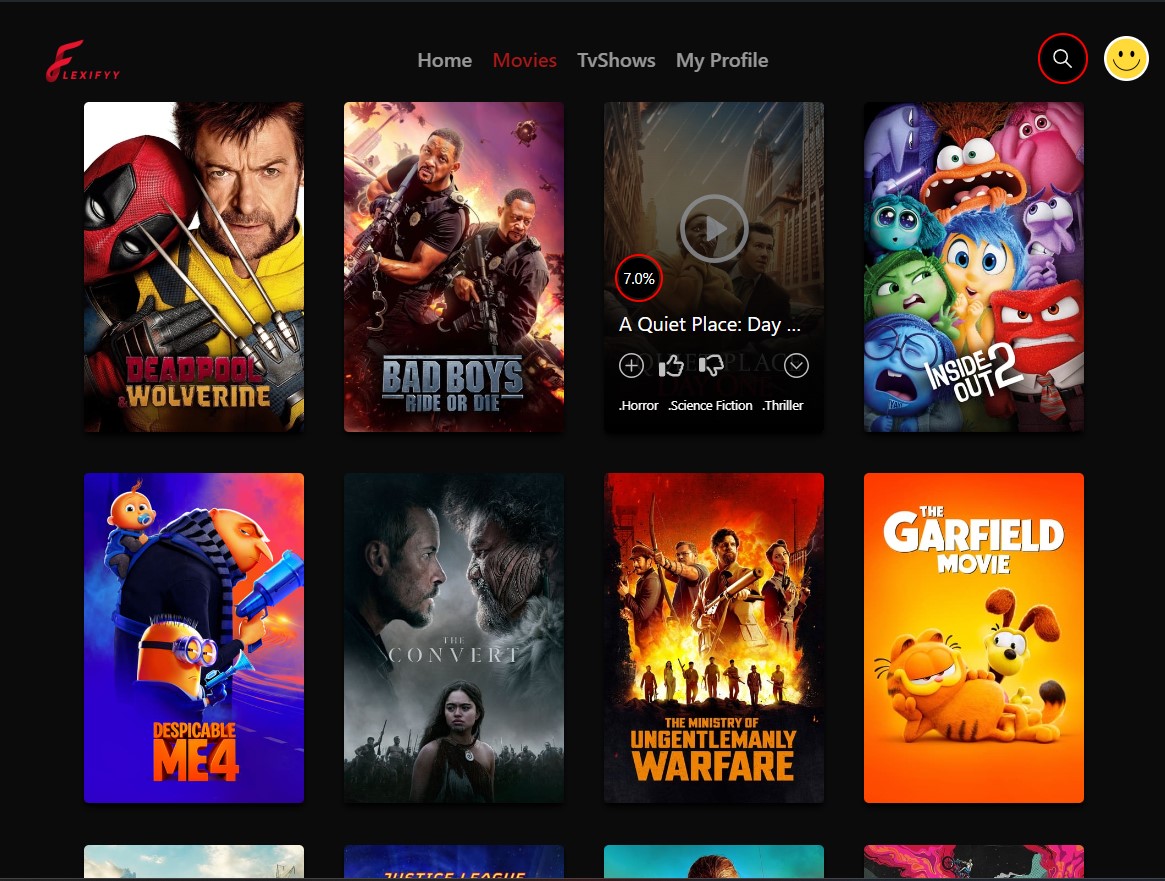 FLEXIFYY
Home Movies TvShows My Profile
DEADPOOL
& WOLVERINE
BAD BOYS
RIDE OR DIE
7.0%
A Quiet Place: Day ...
.Horror .Science Fiction .Thriller
INSIDE
OUT 2
DESPICABLE
ME 4
THE
CONVERT
THE MINISTRY OF
UNGENTLEMANLY
WARFARE
THE
GARFIELD
MOVIE
JUSTICE LEAGUE